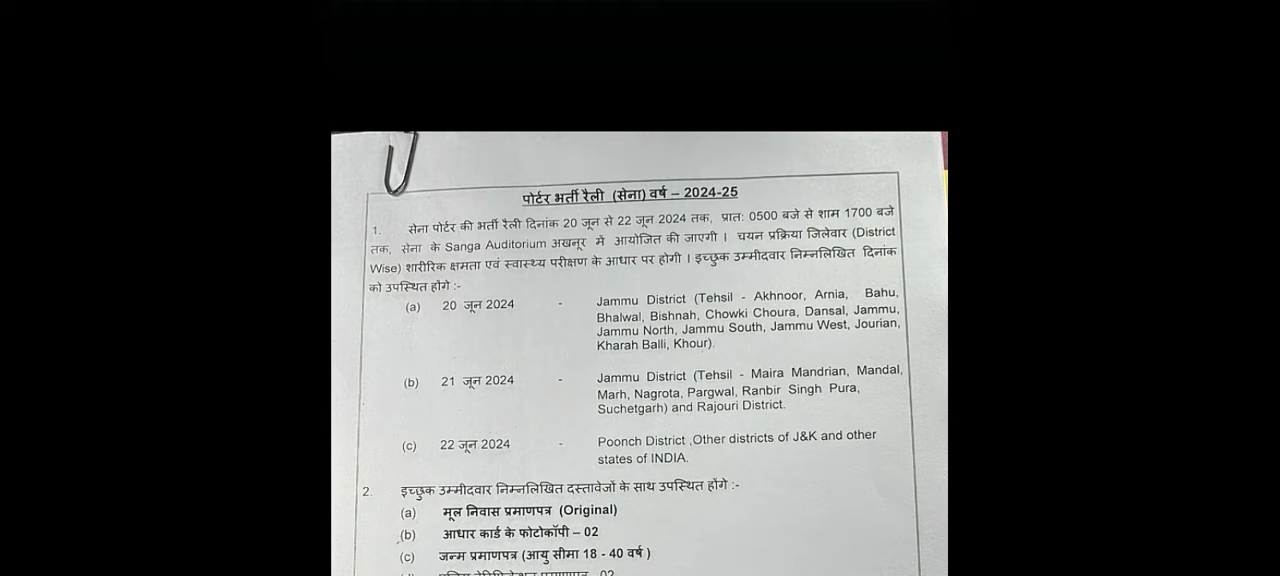 पोर्टर भर्ती रैली (सेना) वर्ष – 2024-25
1. सेना पोर्टर की भर्ती रैली दिनांक 20 जून से 22 जून 2024 तक, प्रातः 0500 बजे से शाम 1700 बजे
तक, सेना के Sanga Auditorium अखनूर में आयोजित की जाएगी । चयन प्रक्रिया जिलेवार (District
Wise) शारीरिक क्षमता एवं स्वास्थ्य परीक्षण के आधार पर होगी । इच्छुक उम्मीदवार निम्नलिखित दिनांक
को उपस्थित होंगे :-
(a) 20 जून 2024 - Jammu District (Tehsil - Akhnoor, Arnia, Bahu,
Bhalwal, Bishnah, Chowki Choura, Dansal, Jammu,
Jammu North, Jammu South, Jammu West, Jourian,
Kharah Balli, Khour).
(b) 21 जून 2024 - Jammu District (Tehsil - Maira Mandrian, Mandal,
Marh, Nagrota, Pargwal, Ranbir Singh Pura,
Suchetgarh) and Rajouri District.
(c) 22 जून 2024 - Poonch District ,Other districts of J&K and other
states of INDIA.
2. इच्छुक उम्मीदवार निम्नलिखित दस्तावेजों के साथ उपस्थित होंगे :-
(a) मूल निवास प्रमाणपत्र (Original)
(b) आधार कार्ड के फोटोकॉपी – 02
(c) जन्म प्रमाणपत्र (आयु सीमा 18 - 40 वर्ष )